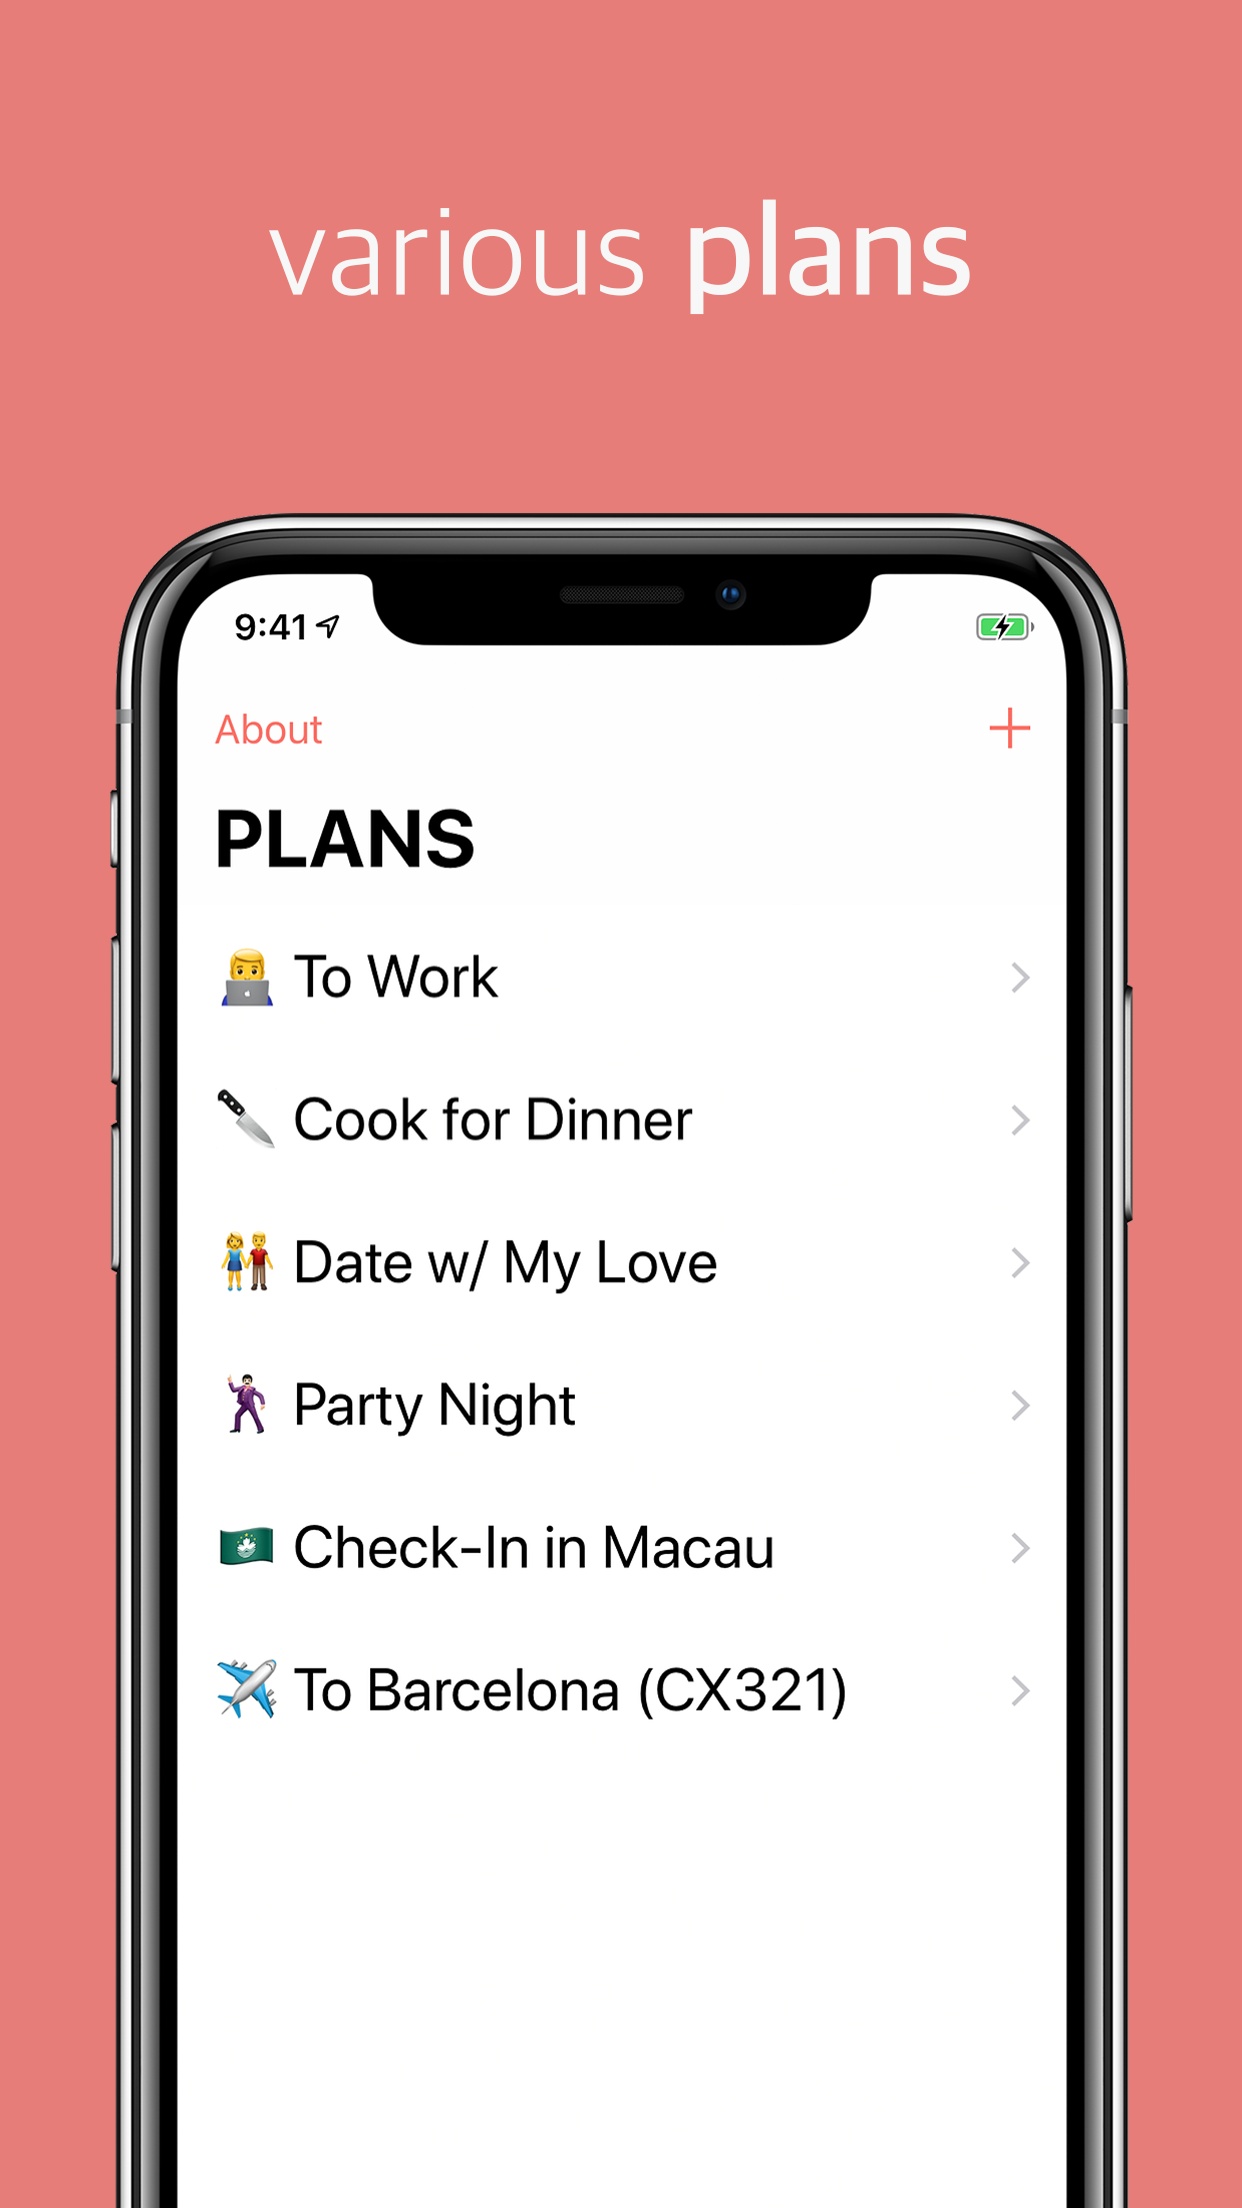 various plans
9:41
About
PLANS
To Work
Cook for Dinner
Date w/ My Love
Party Night
Check-In in Macau
To Barcelona (CX321)